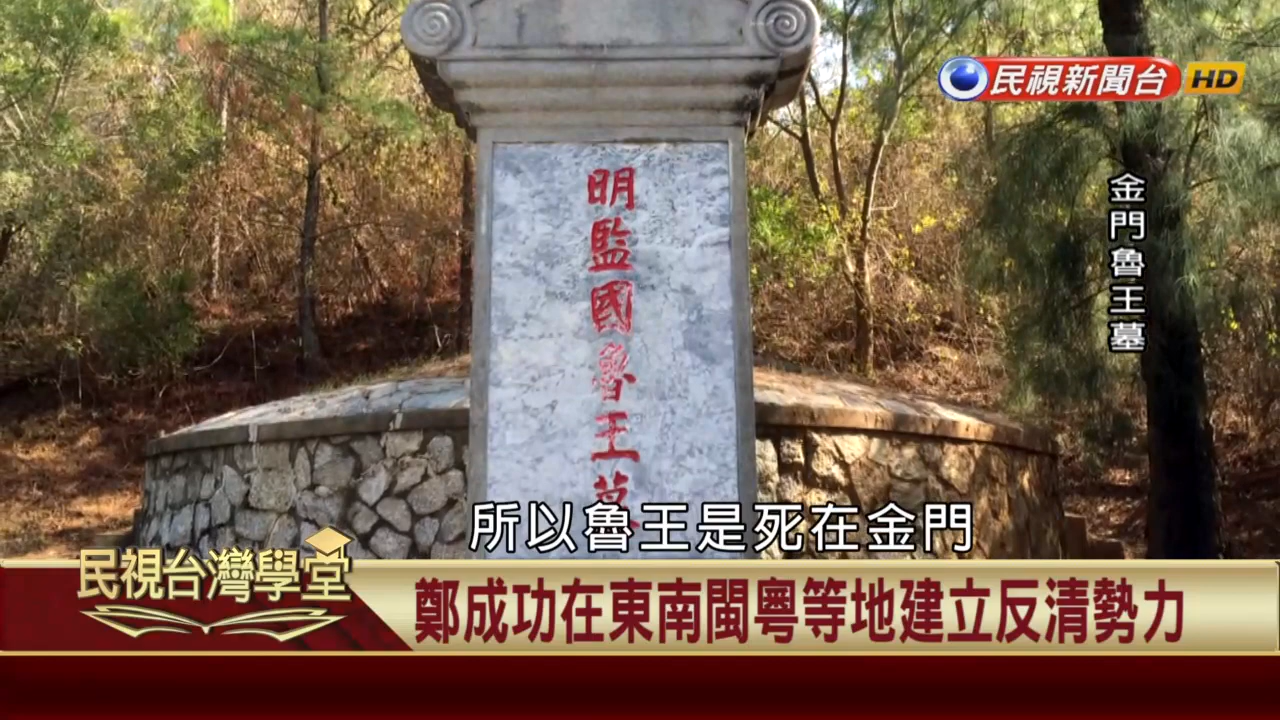 民視新聞台 HD
金門魯王墓
明監國魯王墓
所以魯王是死在金門
民視台灣學堂
鄭成功在東南閩粵等地建立反清勢力